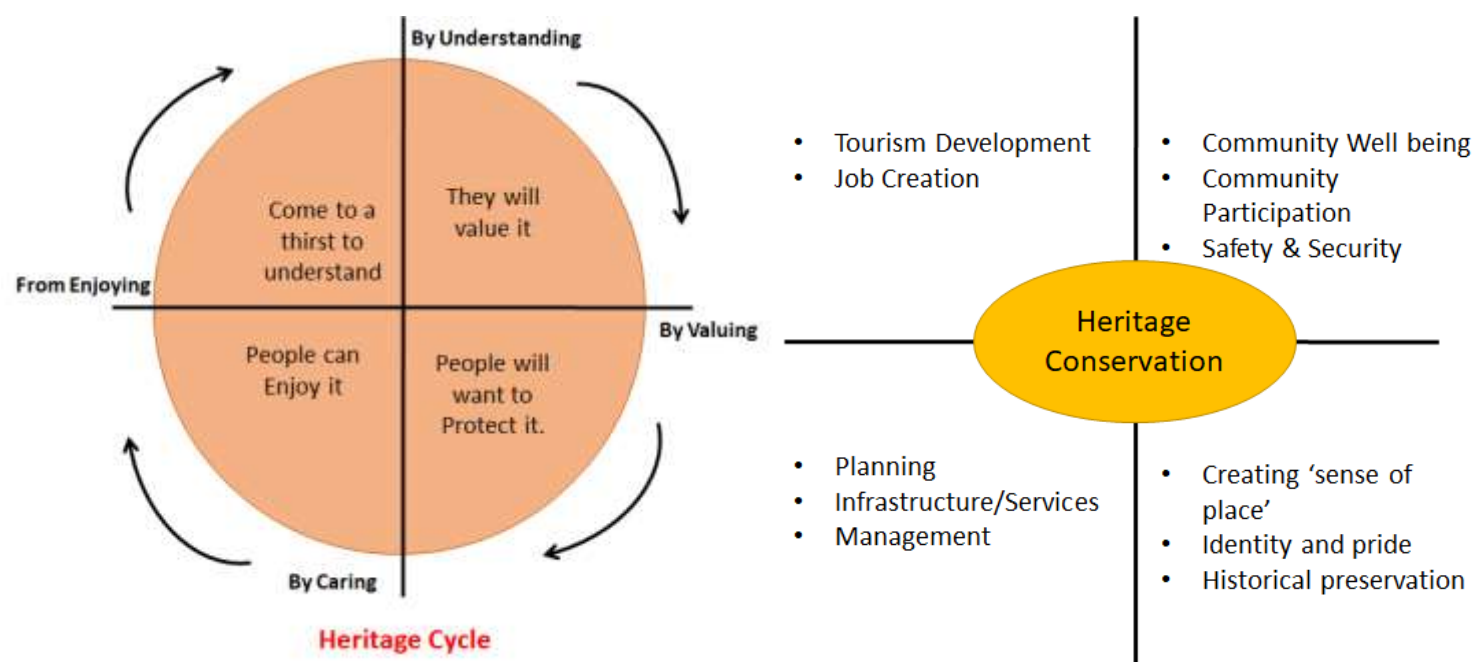 By Understanding
Come to a
thirst to
understand
They will
value it
From Enjoying
By Valuing
People can
Enjoy it
People will
want to
Protect it.
By Caring
Heritage Cycle
• Tourism Development
• Job Creation
• Community Well being
• Community
Participation
• Safety & Security
Heritage
Conservation
• Planning
• Infrastructure/Services
• Management
• Creating ‘sense of
place’
• Identity and pride
• Historical preservation